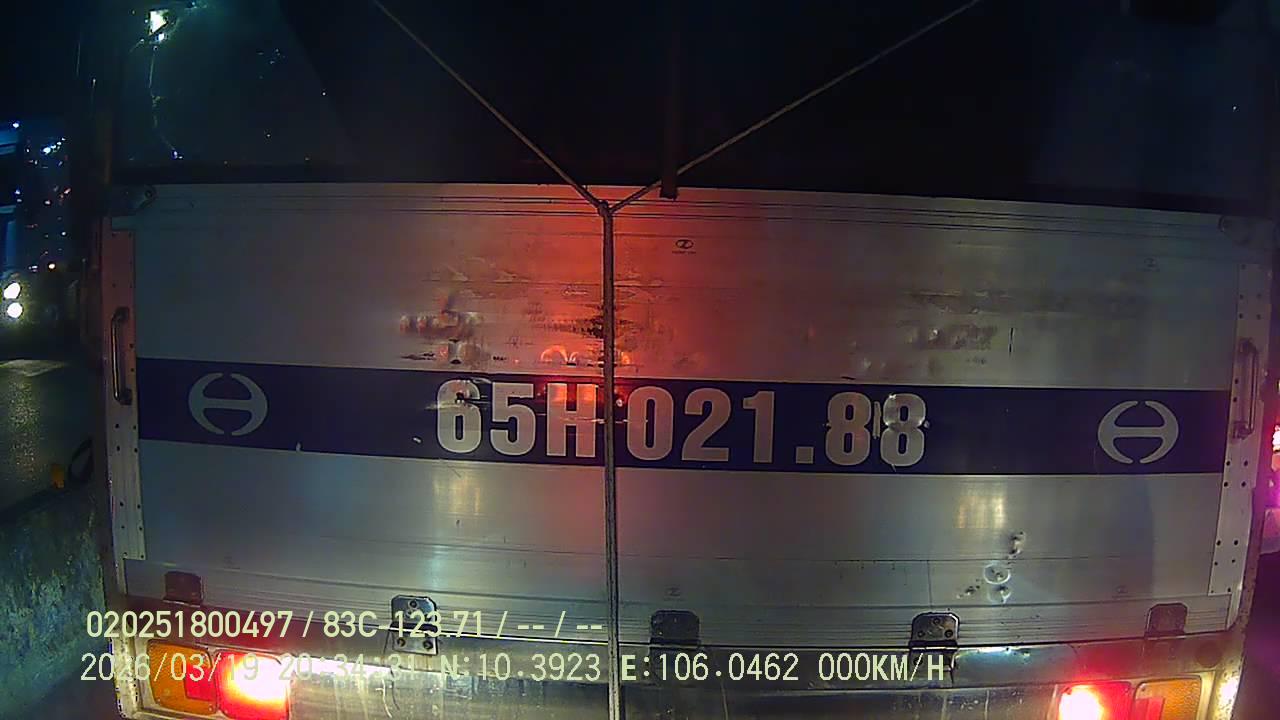 65H 021.88
020251800497 / 83C-123.71 / -- / --
2026/03/19 20:34:31 N:10.3923 E:106.0462 000KM/H